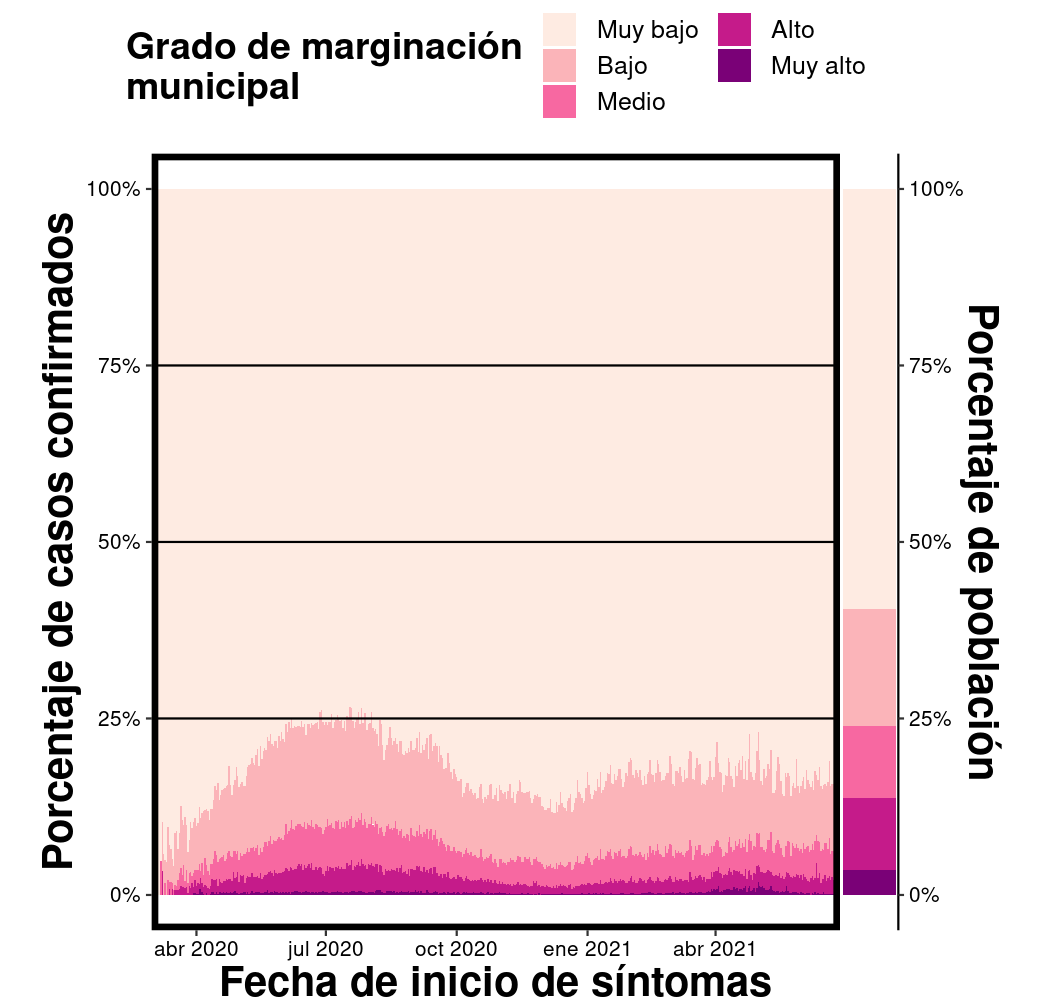 Grado de marginación
municipal
Muy bajo
Bajo
Medio
Alto
Muy alto
Porcentaje de casos confirmados
100%
75%
50%
25%
0%
100%
75%
50%
25%
0%
Porcentaje de población
abr 2020
jul 2020
oct 2020
ene 2021
abr 2021
Fecha de inicio de síntomas